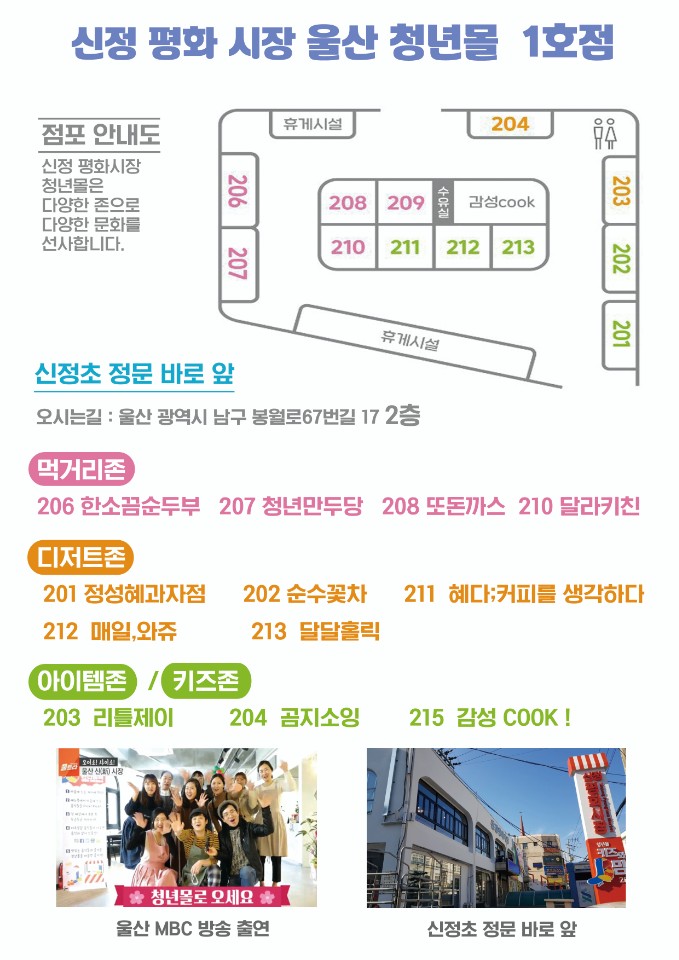 신정 평화 시장 울산 청년몰 1호점
점포 안내도
신정 평화시장
청년몰은
다양한 존으로
다양한 문화를
선사합니다.
휴게시설
204
206
208
209
수유실
감성cook
203
207
210
211
212
213
202
201
휴게시설
신정초 정문 바로 앞
오시는길 : 울산 광역시 남구 봉월로67번길 17 2층
먹거리존
206 한소끔순두부 207 청년만두당 208 또돈까스 210 달라키친
디저트존
201 정성혜과자점 202 순수꽃차 211 혜다;커피를 생각하다
212 매일,와쥬 213 달달홀릭
아이템존 / 키즈존
203 리틀제이 204 곰지소잉 215 감성 COOK !
울산 신(新) 시장
청년몰로 오세요
평화시장
울산 MBC 방송 출연
신정초 정문 바로 앞